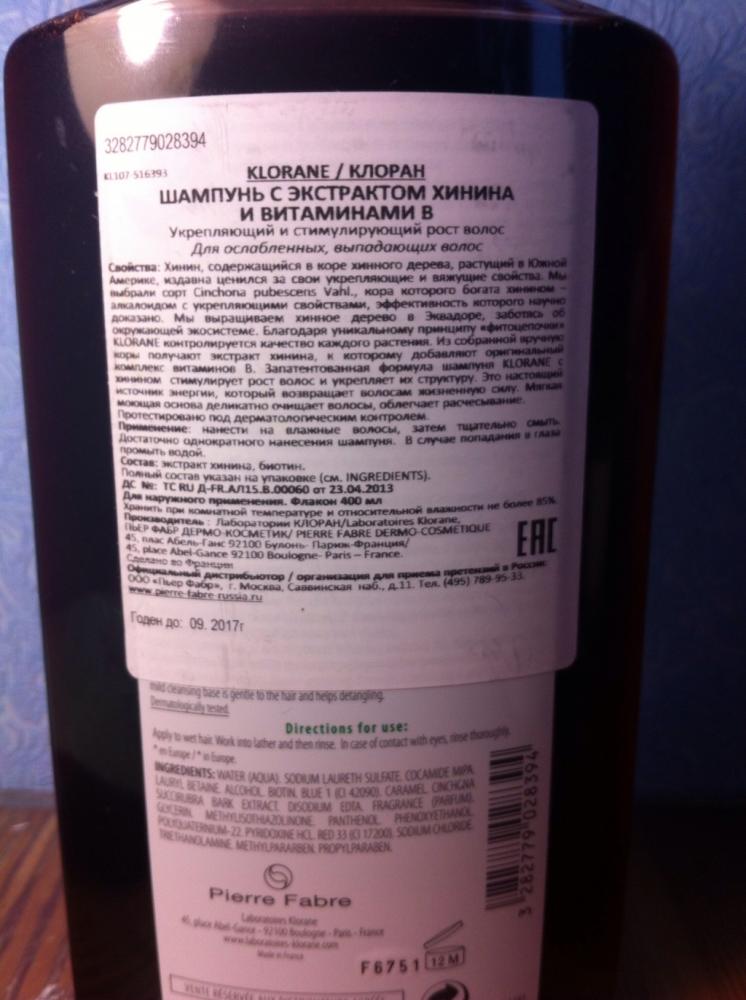 3282779028394
KL107-516393
KLORANE / КЛОРАН
ШАМПУНЬ С ЭКСТРАКТОМ ХИНИНА
И ВИТАМИНАМИ В
Укрепляющий и стимулирующий рост волос
Для ослабленных, выпадающих волос
Свойства: Хинин, содержащийся в коре хинного дерева, растущий в Южной
Америке, издавна ценился за свои укрепляющие и вяжущие свойства. Мы
выбрали сорт Cinchona pubescens Vahl., кора которого богата хинином –
алкалоидом с укрепляющими свойствами, эффективность которого научно
доказано. Мы выращиваем хинное дерево в Эквадоре, заботясь об
окружающей экосистеме. Благодаря уникальному принципу «фитоцепочки»
KLORANE контролируется качество каждого растения. Из собранной вручную
коры получают экстракт хинина, к которому добавляют оригинальный
комплекс витаминов В. Запатентованная формула шампуня KLORANE с
хинином стимулирует рост волос и укрепляет их структуру. Это настоящий
источник энергии, который возвращает волосам жизненную силу. Мягкая
моющая основа деликатно очищает волосы, облегчает расчесывание.
Протестировано под дерматологическим контролем.
Применение: нанести на влажные волосы, затем тщательно смыть.
Достаточно однократного нанесения шампуня. В случае попадания в глаза
промыть водой.
Состав: экстракт хинина, биотин.
Полный состав указан на упаковке (см. INGREDIENTS).
ДС №: ТС RU Д-FR.АЛ15.В.00060 от 23.04.2013
Для наружного применения. Флакон 400 мл
Хранить при комнатной температуре и относительной влажности не более 85%.
Производитель : Лаборатории КЛОРАН/Laboratoires Klorane,
ПЬЕР ФАБР ДЕРМО-КОСМЕТИК/ PIERRE FABRE DERMO-COSMETIQUE
45, плас Абель-Ганс 92100 Булонь- Париж-Франция/
45, place Abel-Gance 92100 Boulogne- Paris – France.
Сделано во Франции
EAC
Официальный дистрибьютор / организация для приема претензий в России:
ООО «Пьер Фабр», г. Москва, Саввинская наб., д.11. Тел. (495) 789-95-33.
www.pierre-fabre-russia.ru
Годен до: 09. 2017г
mild cleansing base is gentle to the hair and helps detangling.
Dermatologically tested.
Directions for use:
Apply to wet hair. Work into lather and then rinse. In case of contact with eyes, rinse thoroughly.
* en Europe / * in Europe.
INGREDIENTS: WATER (AQUA). SODIUM LAURETH SULFATE. COCAMIDE MIPA.
LAURYL BETAINE. ALCOHOL. BIOTIN. BLUE 1 (CI 42090). CARAMEL. CINCHONA
SUCCIRUBRA BARK EXTRACT. DISODIUM EDTA. FRAGRANCE (PARFUM).
GLYCERIN. METHYLISOTHIAZOLINONE. PANTHENOL. PHENOXYETHANOL.
POLYQUATERNIUM-22. PYRIDOXINE HCL. RED 33 (CI 17200). SODIUM CHLORIDE.
TRIETHANOLAMINE. METHYLPARABEN. PROPYLPARABEN.
3 282779 028394
Pierre Fabre
Laboratoires Klorane
45, place Abel-Gance - 92100 Boulogne - Paris - France
www.laboratoires-klorane.com
Made in France
F6751 12 M
VENTE RÉSERVÉE AUX